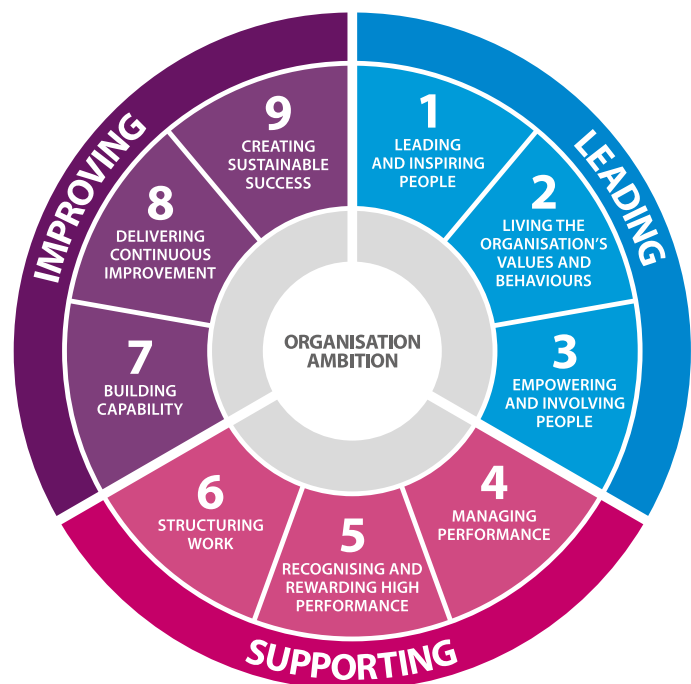 IMPROVING
LEADING
SUPPORTING
1
LEADING
AND INSPIRING
PEOPLE
2
LIVING THE
ORGANISATION'S
VALUES AND
BEHAVIOURS
3
EMPOWERING
AND INVOLVING
PEOPLE
4
MANAGING
PERFORMANCE
5
RECOGNISING AND
REWARDING HIGH
PERFORMANCE
6
STRUCTURING
WORK
7
BUILDING
CAPABILITY
8
DELIVERING
CONTINUOUS
IMPROVEMENT
9
CREATING
SUSTAINABLE
SUCCESS
ORGANISATION
AMBITION